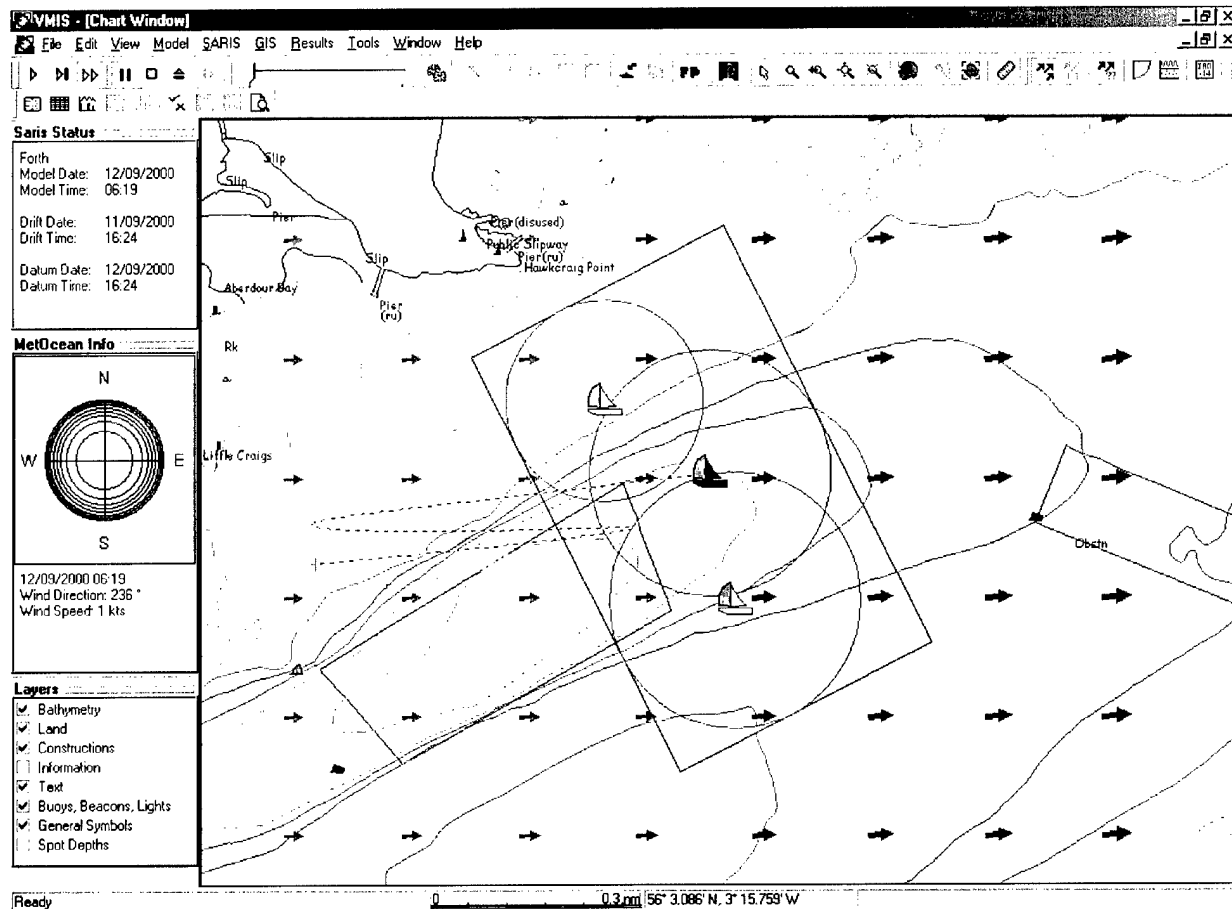 VMIS - [Chart Window]
File Edit View Model SARIS GIS Results Tools Window Help
Saris Status
Forth
Model Date: 12/09/2000
Model Time: 06:19
Drift Date: 11/09/2000
Drift Time: 16:24
Datum Date: 12/09/2000
Datum Time: 16:24
MetOcean Info
N
W E
S
12/09/2000 06:19
Wind Direction: 236 °
Wind Speed: 1 kts
Layers
Bathymetry
Land
Constructions
Information
Text
Buoys, Beacons, Lights
General Symbols
Spot Depths
Slip
Slip
Pier
Slip
Pier (disused)
Public Slipway
Pier(ru)
Hawkcraig Point
Aberdour Bay
Pier
(ru)
Rk
Little Craigs
Obstn
Ready
0 0.3 nm 56° 3.086' N, 3° 15.759' W